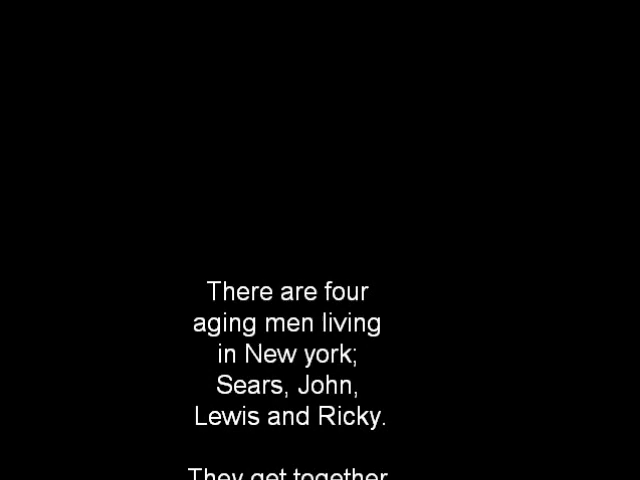 There are four
aging men living
in New york;
Sears, John,
Lewis and Ricky.
They get together